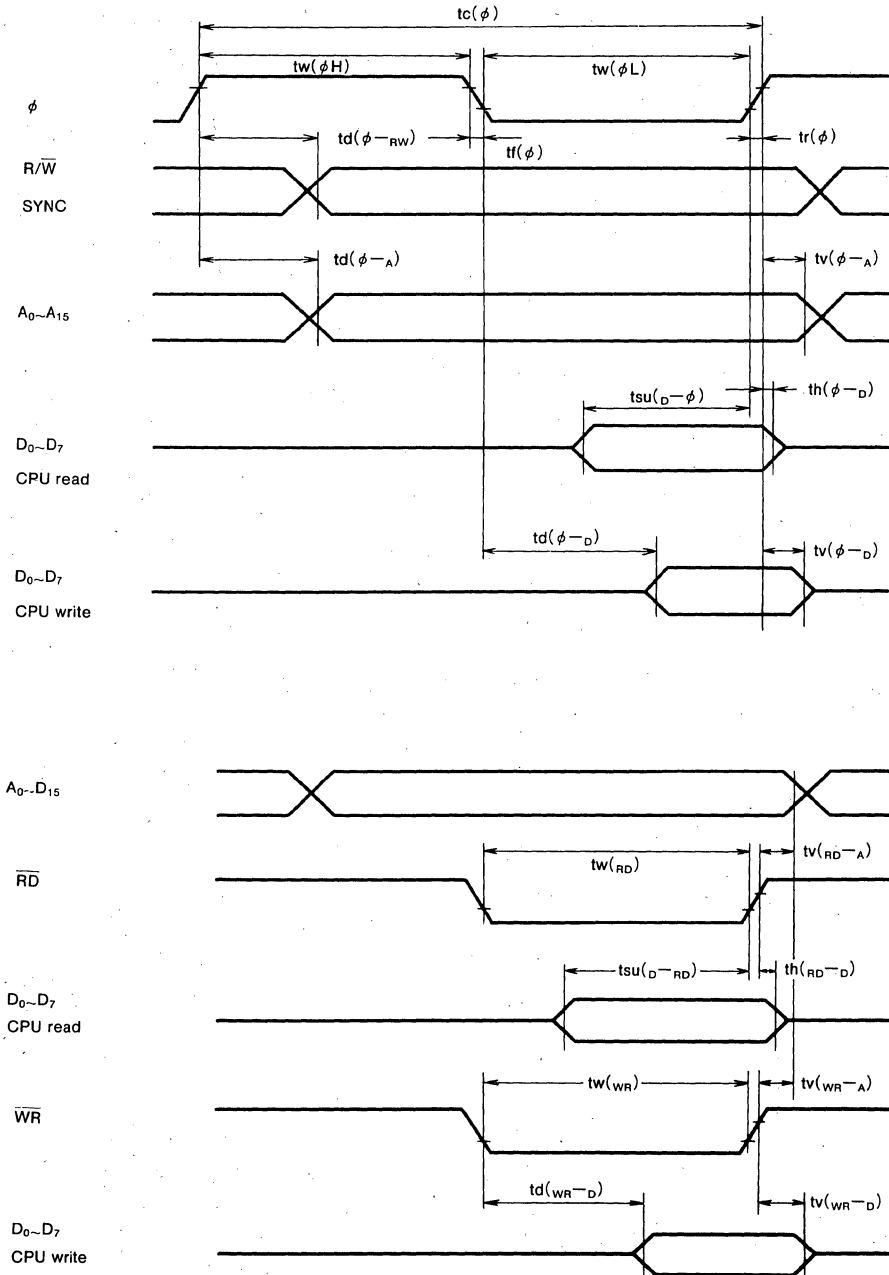 tc(ϕ)
tw(ϕH)
tw(ϕL)
ϕ
td(ϕ—RW)
tf(ϕ)
tr(ϕ)
R/W̅
SYNC
td(ϕ—A)
tv(ϕ—A)
A₀~A₁₅
tsu(D—ϕ)
th(ϕ—D)
D₀~D₇
CPU read
td(ϕ—D)
tv(ϕ—D)
D₀~D₇
CPU write
A₀~D₁₅
tw(RD)
tv(RD—A)
R̅D̅
tsu(D—RD)
th(RD—D)
D₀~D₇
CPU read
tw(WR)
tv(WR—A)
W̅R̅
td(WR—D)
tv(WR—D)
D₀~D₇
CPU write